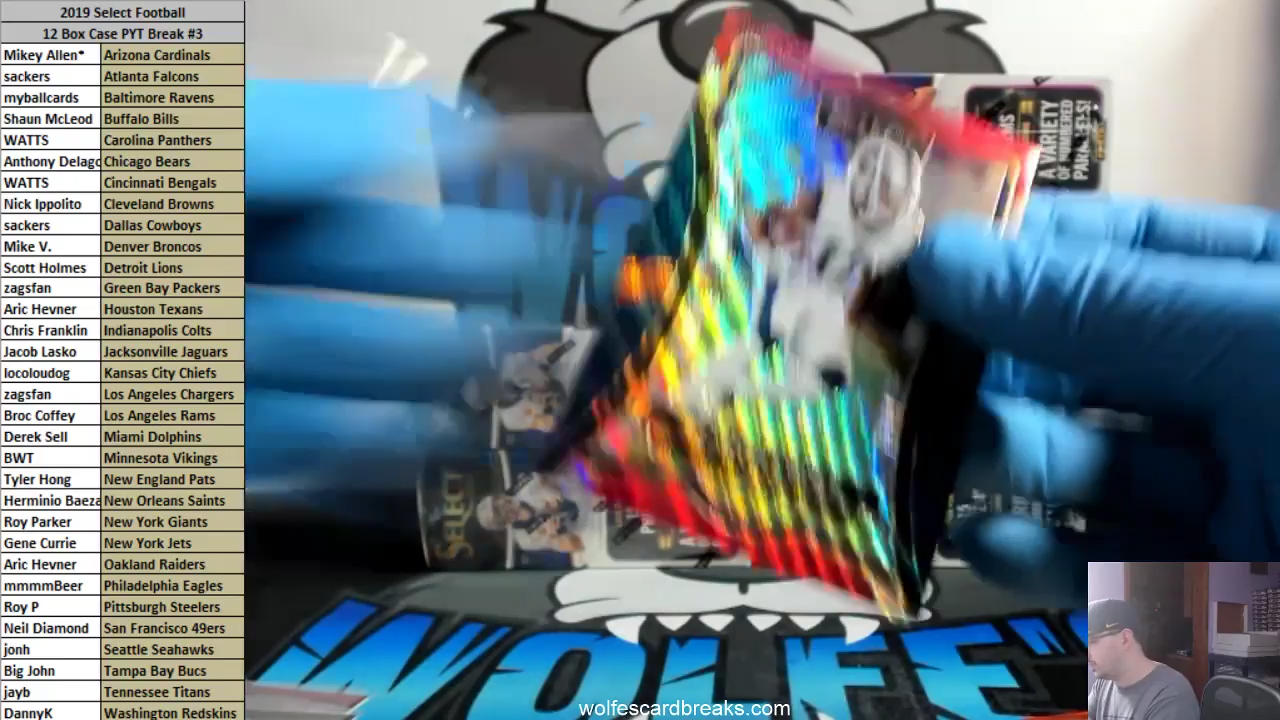 2019 Select Football
12 Box Case PYT Break #3
Mikey Allen* Arizona Cardinals
sackers Atlanta Falcons
myballcards Baltimore Ravens
Shaun McLeod Buffalo Bills
WATTS Carolina Panthers
Anthony Delago Chicago Bears
WATTS Cincinnati Bengals
Nick Ippolito Cleveland Browns
sackers Dallas Cowboys
Mike V. Denver Broncos
Scott Holmes Detroit Lions
zagsfan Green Bay Packers
Aric Hevner Houston Texans
Chris Franklin Indianapolis Colts
Jacob Lasko Jacksonville Jaguars
locoloudog Kansas City Chiefs
zagsfan Los Angeles Chargers
Broc Coffey Los Angeles Rams
Derek Sell Miami Dolphins
BWT Minnesota Vikings
Tyler Hong New England Pats
Herminio Baeza New Orleans Saints
Roy Parker New York Giants
Gene Currie New York Jets
Aric Hevner Oakland Raiders
mmmmBeer Philadelphia Eagles
Roy P Pittsburgh Steelers
Neil Diamond San Francisco 49ers
jonh Seattle Seahawks
Big John Tampa Bay Bucs
jayb Tennessee Titans
DannyK Washington Redskins
A VARIETY
OF NUMBERED
PARALLELS!
SELECT
WOLFE'S
wolfescardbreaks.com